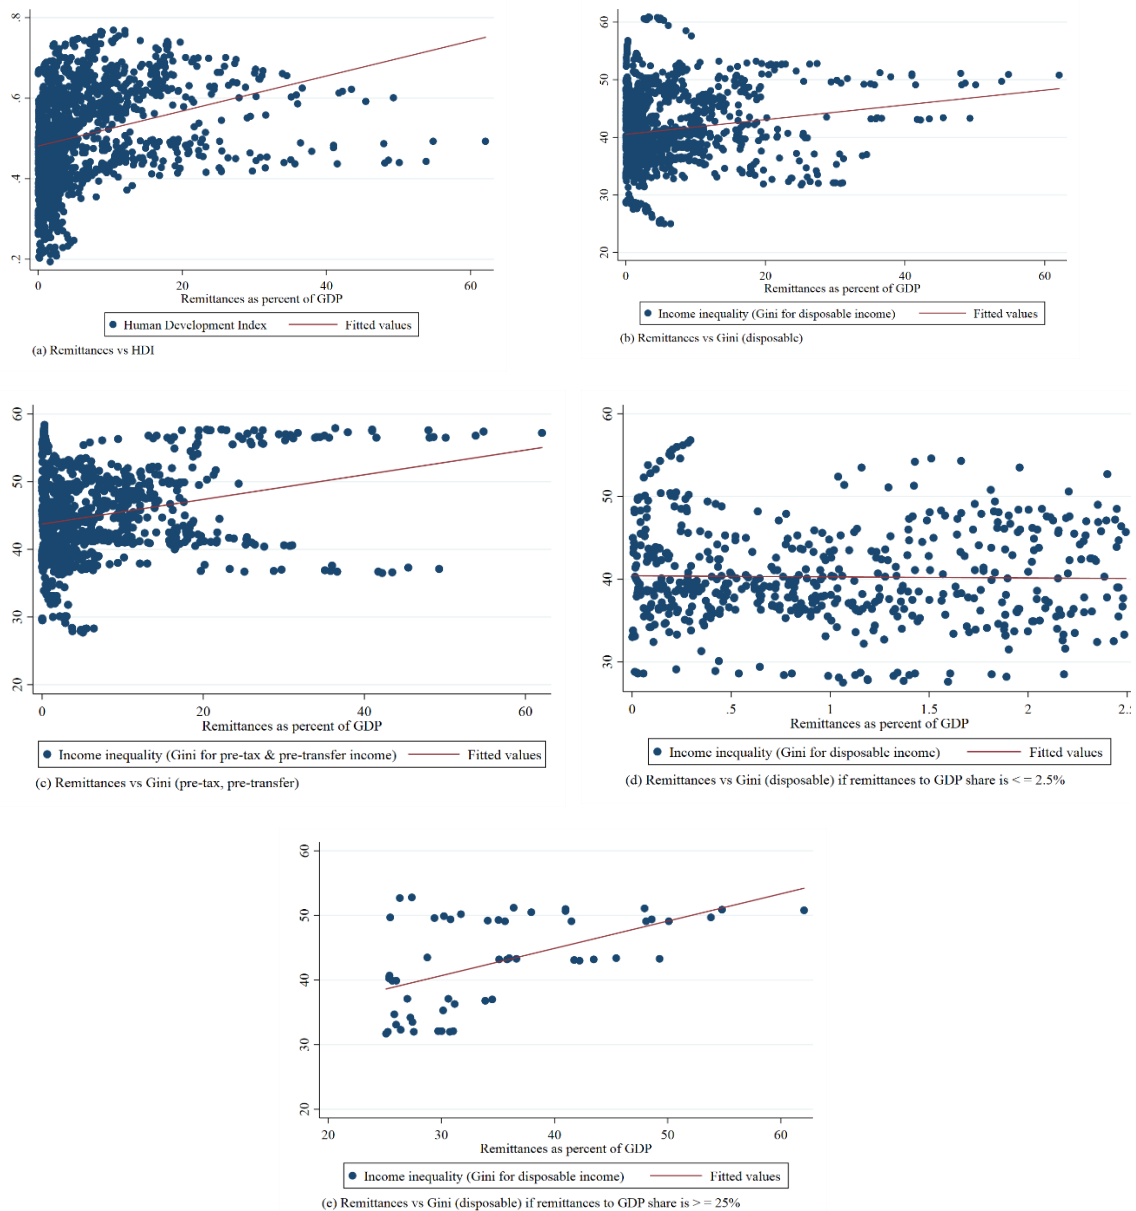 .8
.6
.4
.2
0 20 40 60
Remittances as percent of GDP
Human Development Index Fitted values
(a) Remittances vs HDI
60
50
40
30
20
0 20 40 60
Remittances as percent of GDP
Income inequality (Gini for disposable income) Fitted values
(b) Remittances vs Gini (disposable)
60
50
40
30
20
0 20 40 60
Remittances as percent of GDP
Income inequality (Gini for pre-tax & pre-transfer income) Fitted values
(c) Remittances vs Gini (pre-tax, pre-transfer)
60
50
40
30
0 .5 1 1.5 2 2.5
Remittances as percent of GDP
Income inequality (Gini for disposable income) Fitted values
(d) Remittances vs Gini (disposable) if remittances to GDP share is < = 2.5%
60
50
40
30
20
20 30 40 50 60
Remittances as percent of GDP
Income inequality (Gini for disposable income) Fitted values
(e) Remittances vs Gini (disposable) if remittances to GDP share is > = 25%